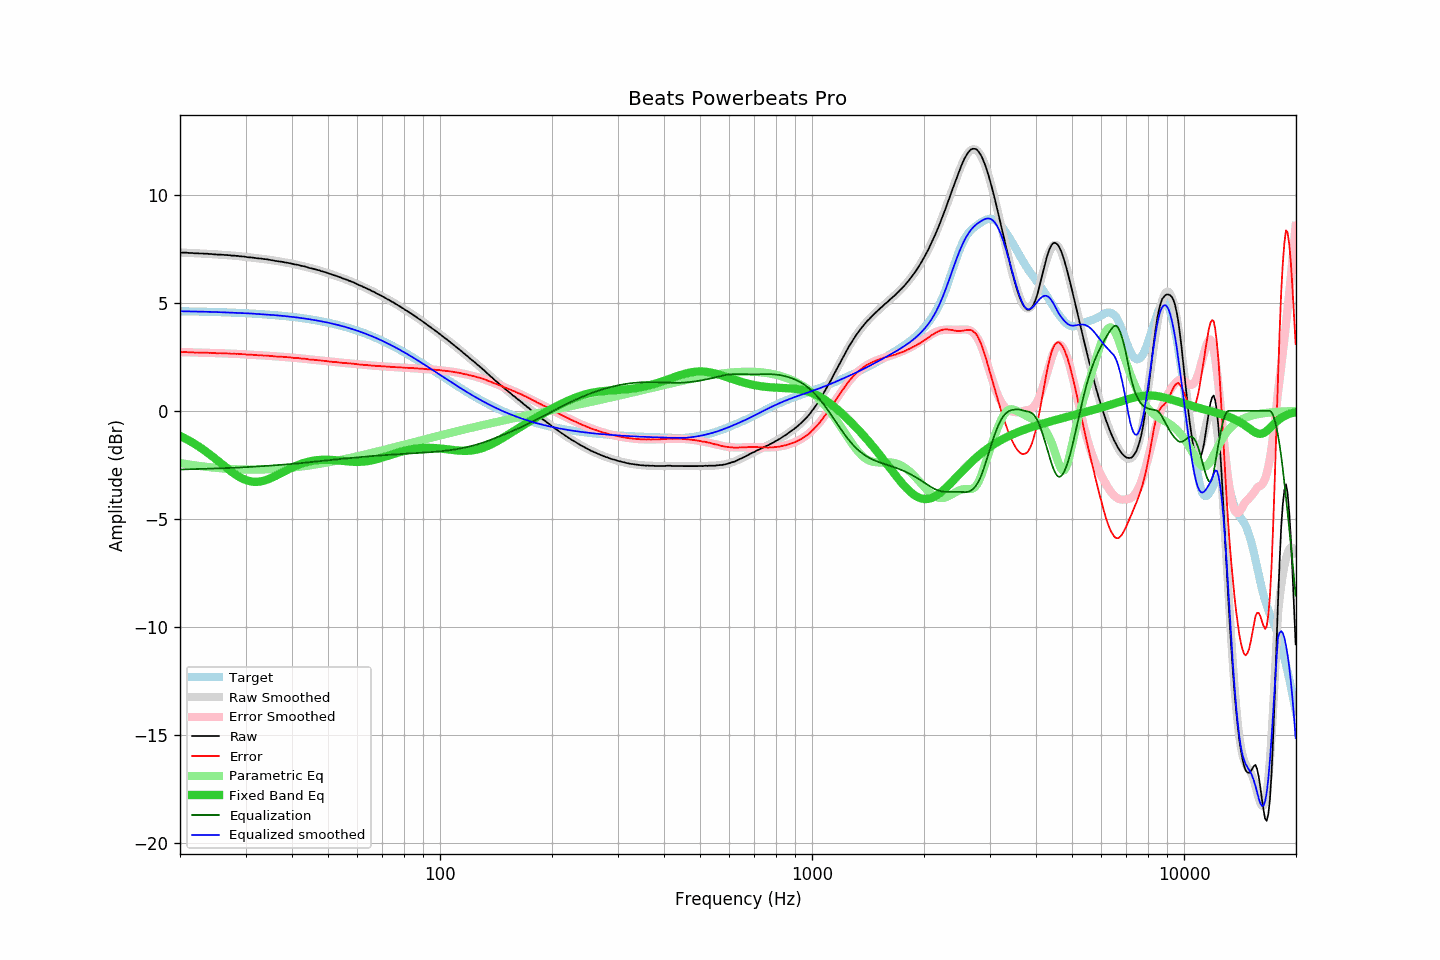 Beats Powerbeats Pro
Amplitude (dBr)
10
5
0
−5
−10
−15
−20
Target
Raw Smoothed
Error Smoothed
Raw
Error
Parametric Eq
Fixed Band Eq
Equalization
Equalized smoothed
100 1000 10000
Frequency (Hz)